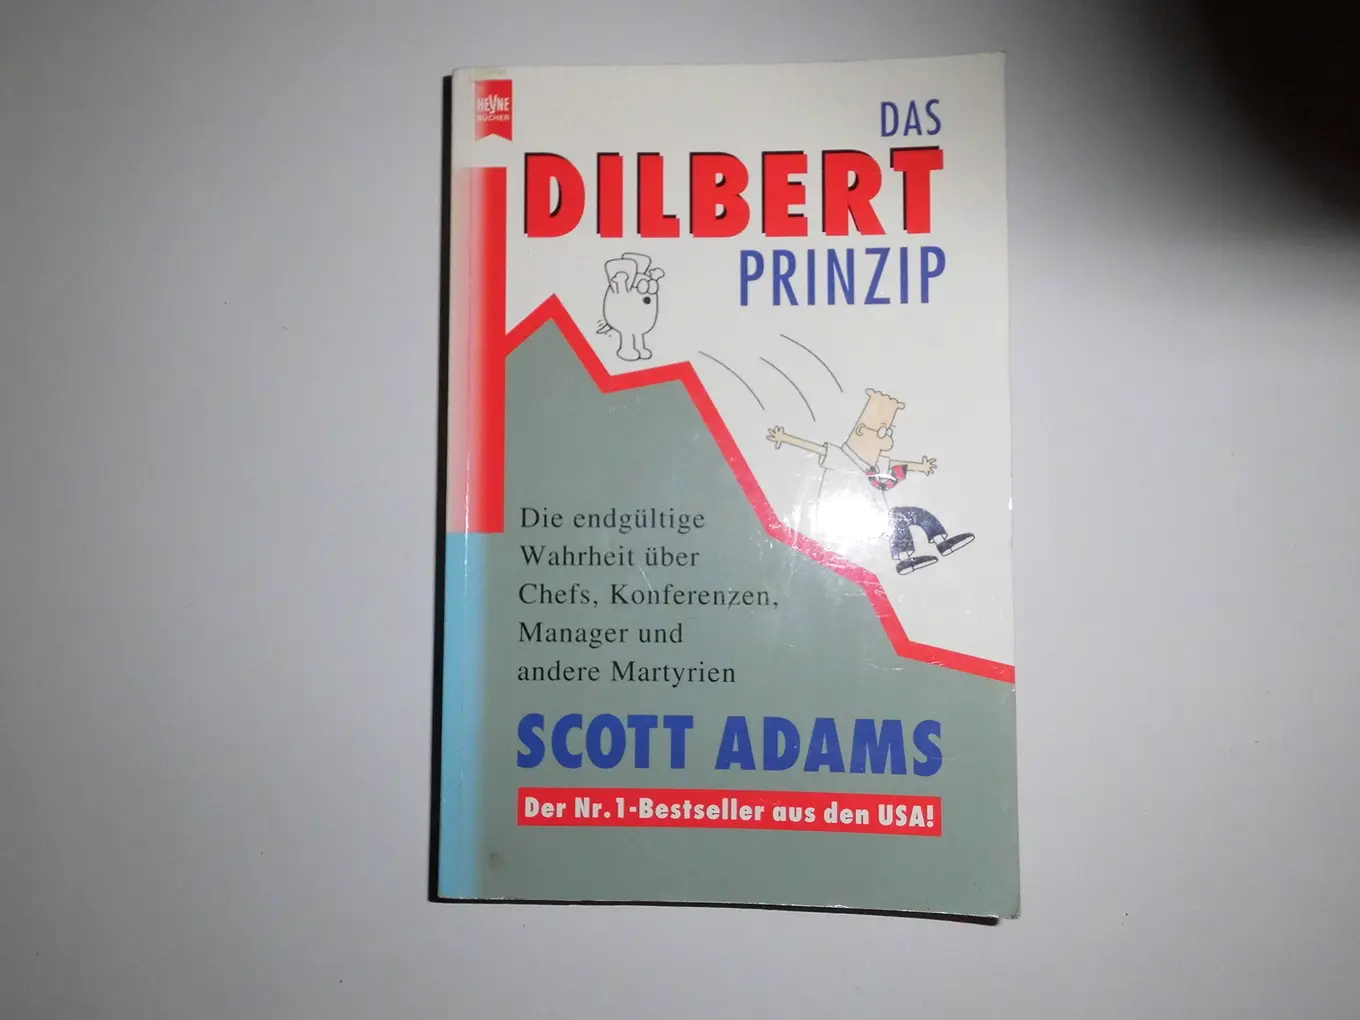 HEYNE
BÜCHER
DAS
DILBERT
PRINZIP
Die endgültige
Wahrheit über
Chefs, Konferenzen,
Manager und
andere Martyrien
SCOTT ADAMS
Der Nr.1-Bestseller aus den USA!